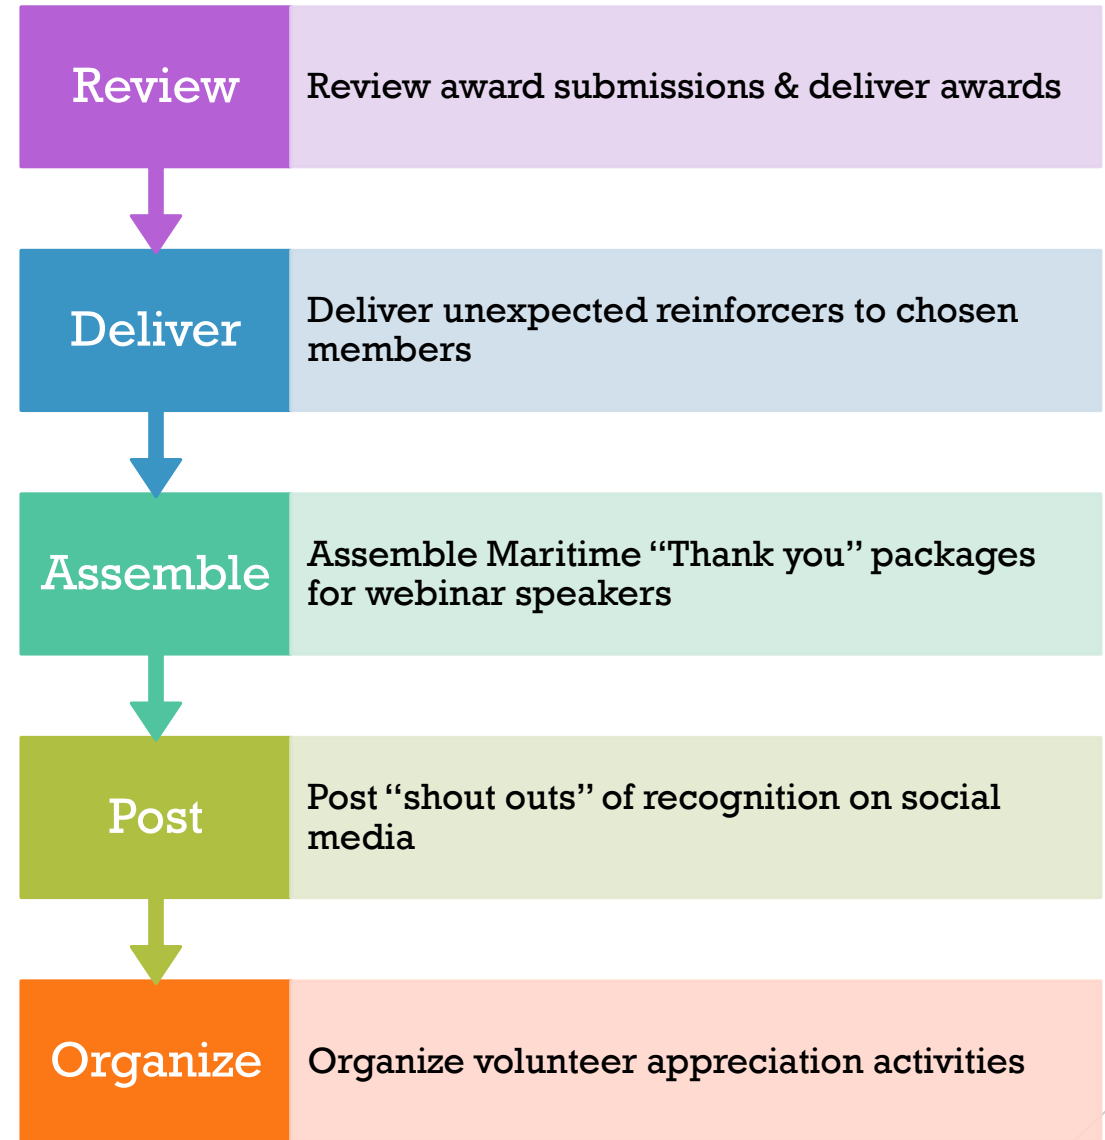 Review
Review award submissions & deliver awards
Deliver
Deliver unexpected reinforcers to chosen
members
Assemble
Assemble Maritime “Thank you” packages
for webinar speakers
Post
Post “shout outs” of recognition on social
media
Organize
Organize volunteer appreciation activities